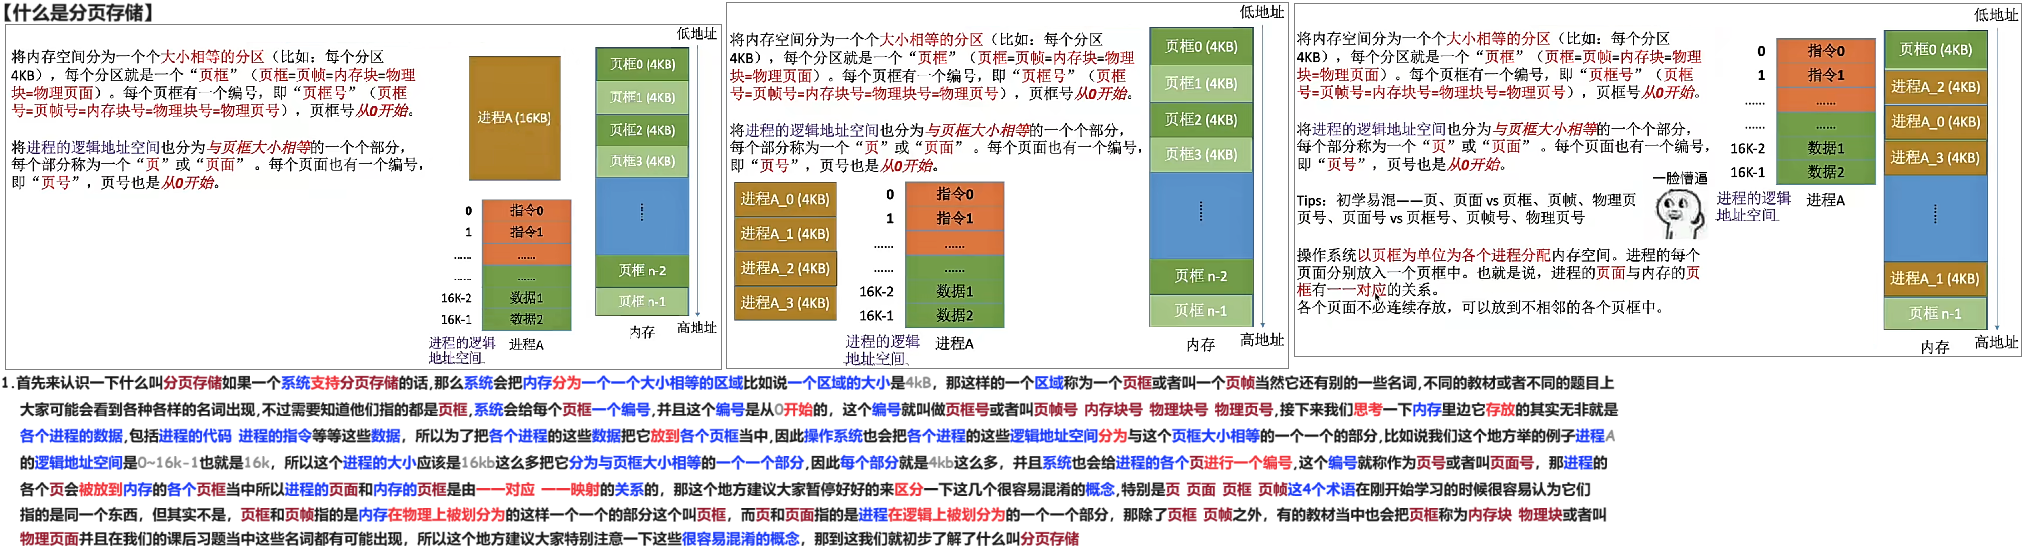 【什么是分页存储】
将内存空间分为一个个大小相等的分区（比如：每个分区
4KB），每个分区就是一个“页框”（页框=页帧=内存块=物理
块=物理页面）。每个页框有一个编号，即“页框号”（页框
号=页帧号=内存块号=物理块号=物理页号），页框号从0开始。
将进程的逻辑地址空间也分为与页框大小相等的一个个部分，
每个部分称为一个“页”或“页面”。每个页面也有一个编号，
即“页号”，页号也是从0开始。
进程A (16KB)
0
指令0
1
指令1
......
......
......
......
16K-2
数据1
16K-1
数据2
进程的逻辑
地址空间
进程A
低地址
页框0 (4KB)
页框1 (4KB)
页框2 (4KB)
页框3 (4KB)
......
页框 n-2
页框 n-1
内存
高地址
将内存空间分为一个个大小相等的分区（比如：每个分区
4KB），每个分区就是一个“页框”（页框=页帧=内存块=物理
块=物理页面）。每个页框有一个编号，即“页框号”（页框
号=页帧号=内存块号=物理块号=物理页号），页框号从0开始。
将进程的逻辑地址空间也分为与页框大小相等的一个个部分，
每个部分称为一个“页”或“页面”。每个页面也有一个编号，
即“页号”，页号也是从0开始。
进程A_0 (4KB)
进程A_1 (4KB)
进程A_2 (4KB)
进程A_3 (4KB)
0
指令0
1
指令1
......
......
......
......
16K-2
数据1
16K-1
数据2
进程的逻辑
地址空间
进程A
低地址
页框0 (4KB)
页框1 (4KB)
页框2 (4KB)
页框3 (4KB)
......
页框 n-2
页框 n-1
内存
高地址
将内存空间分为一个个大小相等的分区（比如：每个分区
4KB），每个分区就是一个“页框”（页框=页帧=内存块=物理
块=物理页面）。每个页框有一个编号，即“页框号”（页框
号=页帧号=内存块号=物理块号=物理页号），页框号从0开始。
将进程的逻辑地址空间也分为与页框大小相等的一个个部分，
每个部分称为一个“页”或“页面”。每个页面也有一个编号，
即“页号”，页号也是从0开始。
一脸懵逼
Tips：初学易混——页、页面 vs 页框、页帧、物理页
页号、页面号 vs 页框号、页帧号、物理页号
操作系统以页框为单位为各个进程分配内存空间。进程的每个
页面分别放入一个页框中。也就是说，进程的页面与内存的页
框有一一对应的关系。
各个页面不必连续存放，可以放到不相邻的各个页框中。
0
指令0
1
指令1
......
......
......
......
16K-2
数据1
16K-1
数据2
进程的逻辑
地址空间
进程A
低地址
页框0 (4KB)
进程A_2 (4KB)
进程A_0 (4KB)
进程A_3 (4KB)
......
进程A_1 (4KB)
页框 n-1
内存
高地址
1.首先来认识一下什么叫分页存储如果一个系统支持分页存储的话,那么系统会把内存分为一个一个大小相等的区域比如说一个区域的大小是4kB，那这样的一个区域称为一个页框或者叫一个页帧当然它还有别的一些名词,不同的教材或者不同的题目上
大家可能会看到各种各样的名词出现,不过需要知道他们指的都是页框,系统会给每个页框一个编号,并且这个编号是从0开始的，这个编号就叫做页框号或者叫页帧号 内存块号 物理块号 物理页号,接下来我们思考一下内存里边它存放的其实无非就是
各个进程的数据,包括进程的代码 进程的指令等等这些数据，所以为了把各个进程的这些数据把它放到各个页框当中,因此操作系统也会把各个进程的这些逻辑地址空间分为与这个页框大小相等的一个一个的部分,比如说我们这个地方举的例子进程A
的逻辑地址空间是0~16k-1也就是16k，所以这个进程的大小应该是16kb这么多把它分为与页框大小相等的一个一个部分,因此每个部分就是4kb这么多，并且系统也会给进程的各个页进行一个编号,这个编号就称作为页号或者叫页面号，那进程的
各个页会被放到内存的各个页框当中所以进程的页面和内存的页框是由一一对应 一一映射的关系的，那这个地方建议大家暂停好好的来区分一下这几个很容易混淆的概念,特别是页 页面 页框 页帧这4个术语在刚开始学习的时候很容易认为它们
指的是同一个东西，但其实不是，页框和页帧指的是内存在物理上被划分为的这样一个一个的部分这个叫页框，而页和页面指的是进程在逻辑上被划分为的一个一个部分，那除了页框 页帧之外，有的教材当中也会把页框称为内存块 物理块或者叫
物理页面并且在我们的课后习题当中这些名词都有可能出现，所以这个地方建议大家特别注意一下这些很容易混淆的概念，那到这我们就初步了解了什么叫分页存储